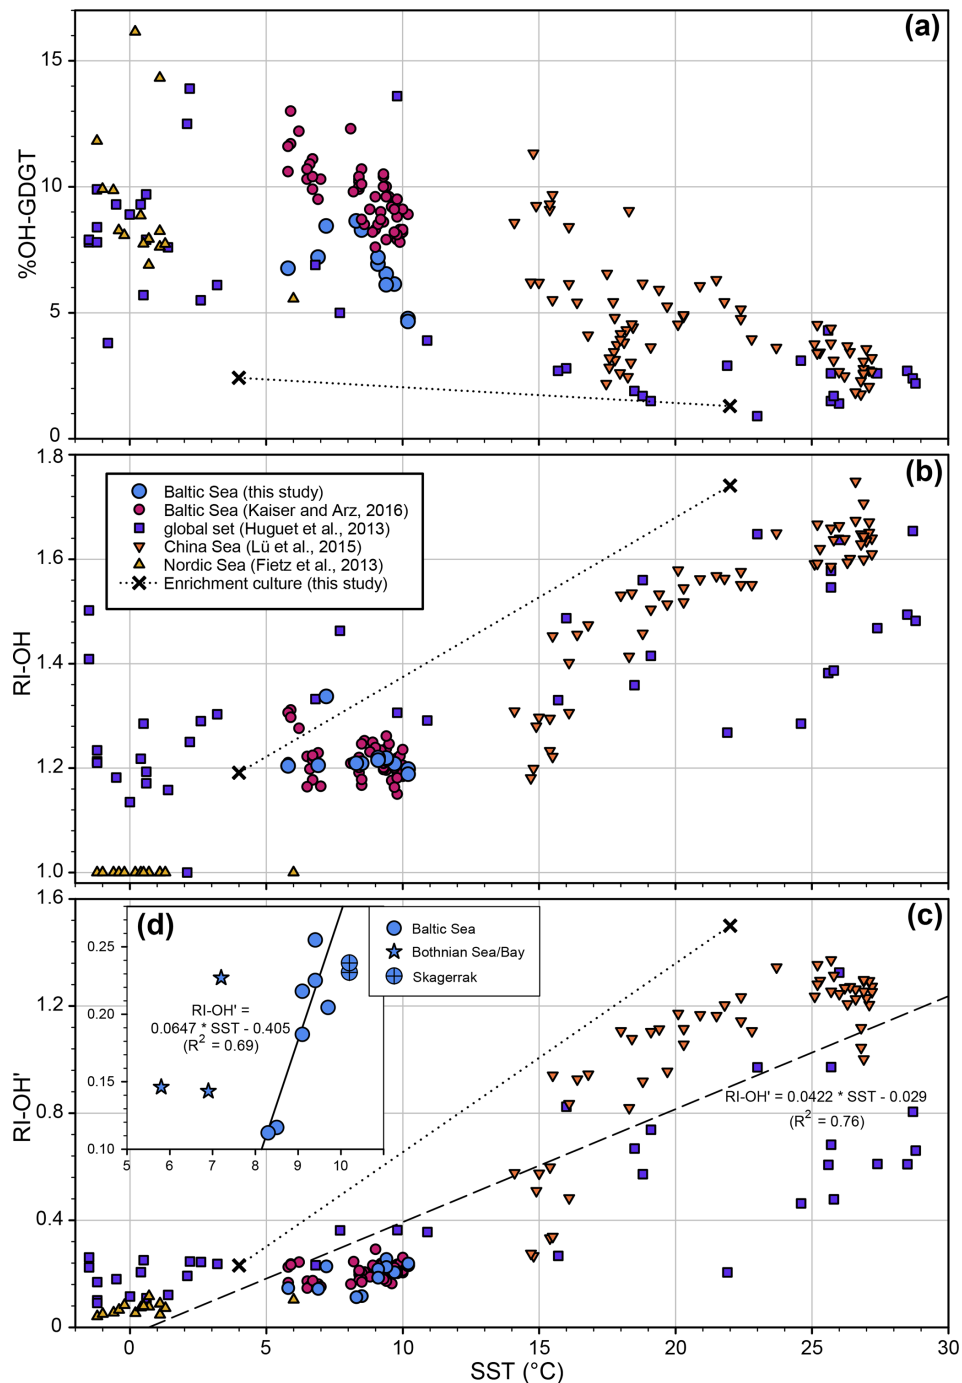 (a)
15
10
5
0
%OH-GDGT
(b)
1.8
1.6
1.4
1.2
1.0
RI-OH
Baltic Sea (this study)
Baltic Sea (Kaiser and Arz, 2016)
global set (Huguet et al., 2013)
China Sea (Lü et al., 2015)
Nordic Sea (Fietz et al., 2013)
Enrichment culture (this study)
(c)
1.6
1.2
0.8
0.4
0
RI-OH'
(d)
0.25
0.20
0.15
0.10
5 6 7 8 9 10
RI-OH' =
0.0647 * SST - 0.405
(R² = 0.69)
Baltic Sea
Bothnian Sea/Bay
Skagerrak
RI-OH' = 0.0422 * SST - 0.029
(R² = 0.76)
0 5 10 15 20 25 30
SST (°C)